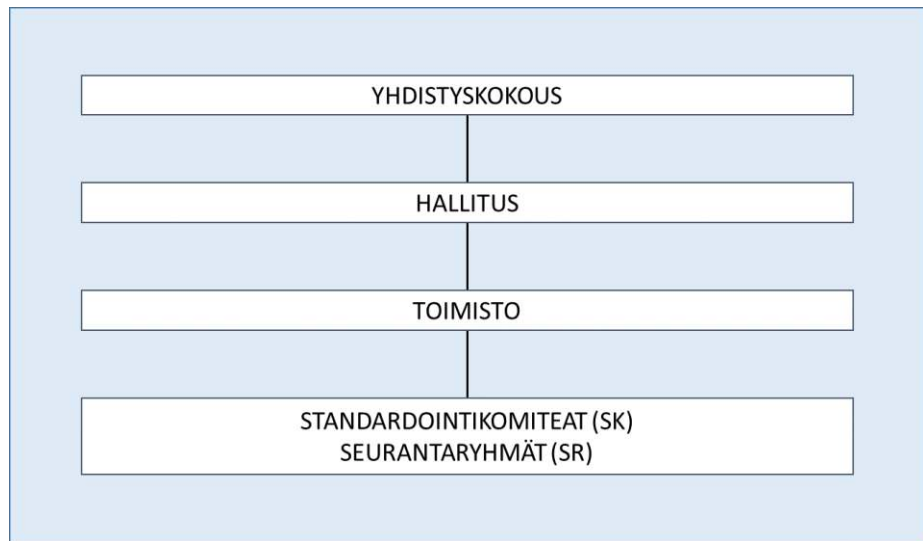 YHDISTYSKOKOUS
HALLITUS
TOIMISTO
STANDARDOINTIKOMITEAT (SK)
SEURANTARYHMÄT (SR)